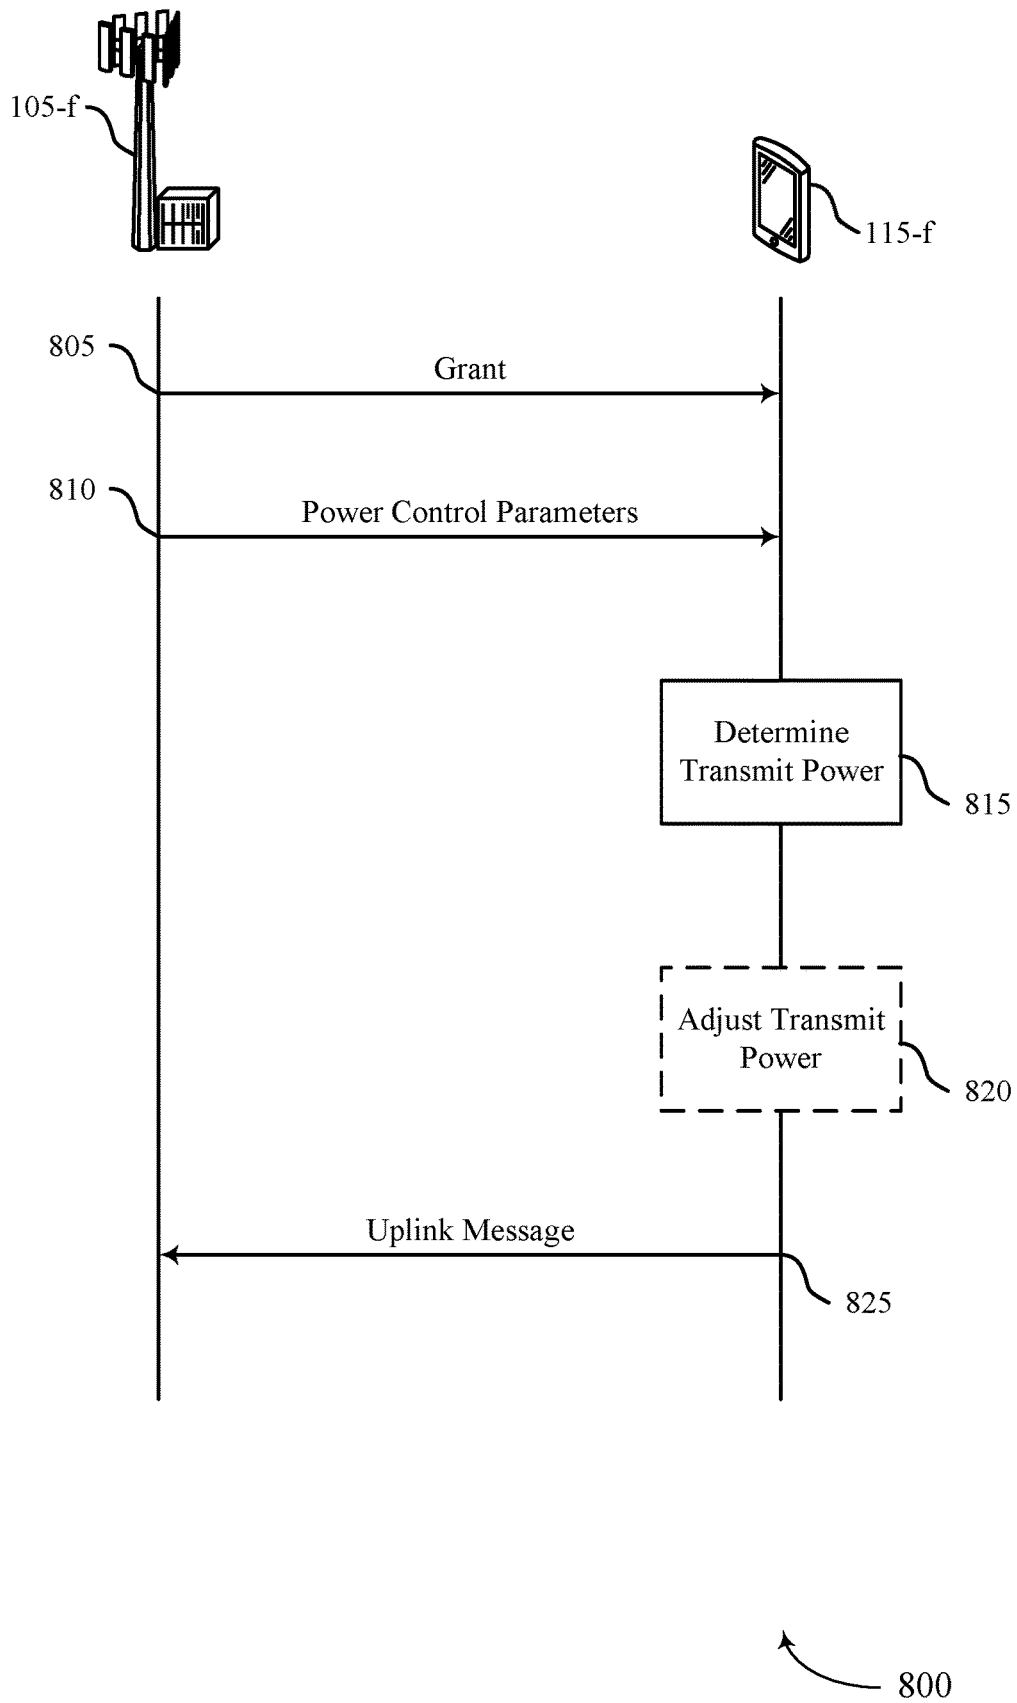 105-f
115-f
805
Grant
810
Power Control Parameters
Determine
Transmit Power
815
Adjust Transmit
Power
820
Uplink Message
825
800